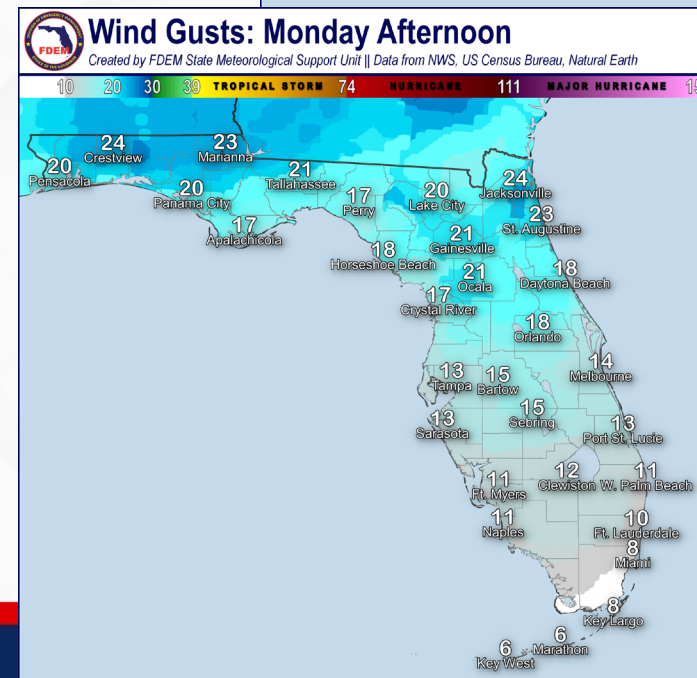 FDEM
Wind Gusts: Monday Afternoon
Created by FDEM State Meteorological Support Unit || Data from NWS, US Census Bureau, Natural Earth
10 20 30 39 TROPICAL STORM 74 HURRICANE 111 MAJOR HURRICANE
24
Crestview
23
Marianna
20
Pensacola
21
Tallahassee
20
Panama City
17
Perry
20
Lake City
24
Jacksonville
17
Apalachicola
23
St. Augustine
21
Gainesville
18
Horseshoe Beach
21
Ocala
18
Daytona Beach
17
Crystal River
18
Orlando
14
Melbourne
13
Tampa
15
Bartow
13
Sarasota
15
Sebring
13
Port St. Lucie
11
Ft. Myers
12
Clewiston
11
W. Palm Beach
11
Naples
10
Ft. Lauderdale
8
Miami
8
Key Largo
6
Marathon
6
Key West